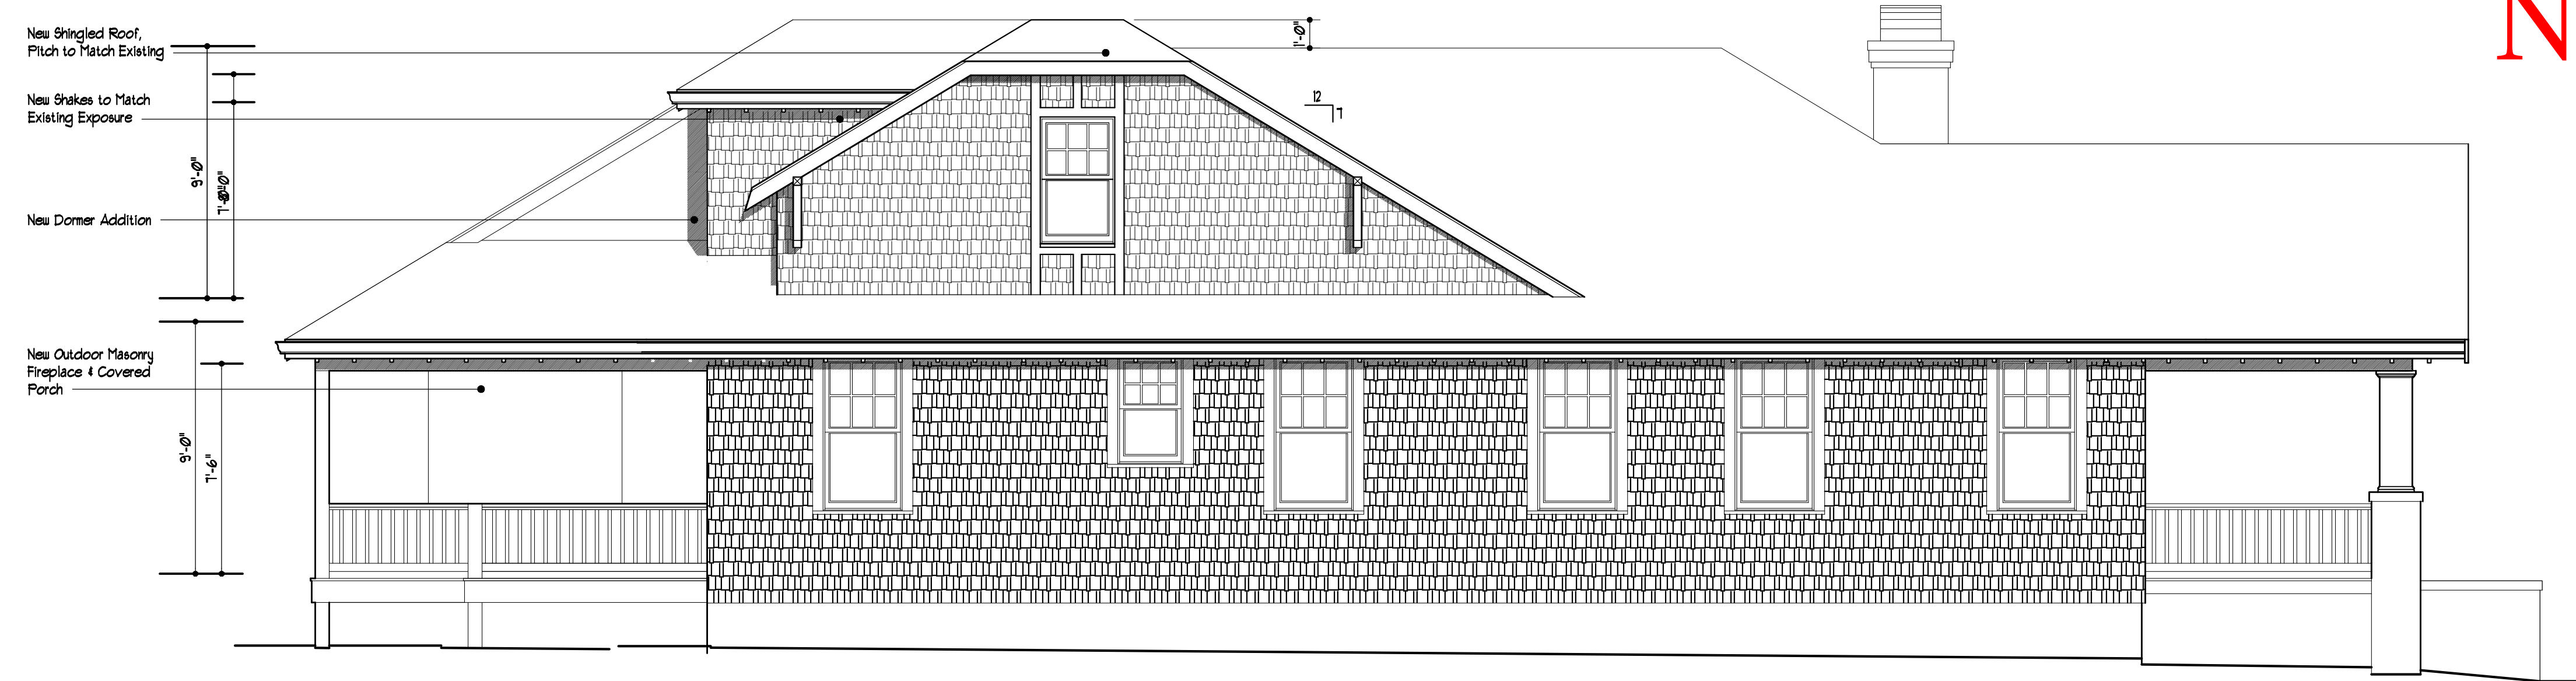 New Shingled Roof,
Pitch to Match Existing
1'-0"
N
New Shakes to Match
Existing Exposure
12
7
9'-0"
New Dormer Addition
New Outdoor Masonry
Fireplace & Covered
Porch
9'-0"
7'-6"